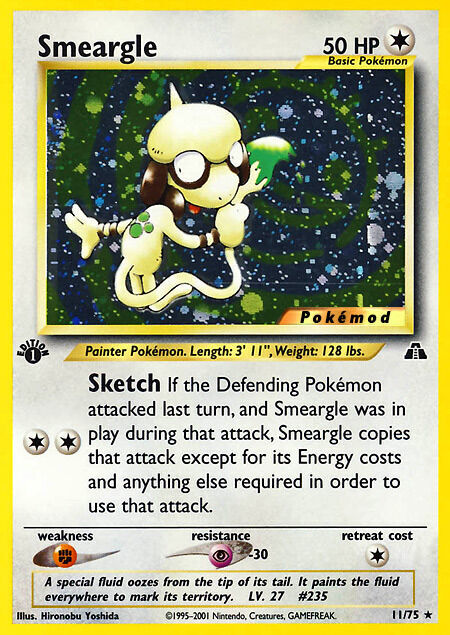 Smeargle
50 HP
Basic Pokémon
Pokémod
EDITION
1
Painter Pokémon. Length: 3' 11", Weight: 128 lbs.
Sketch If the Defending Pokémon
attacked last turn, and Smeargle was in
play during that attack, Smeargle copies
that attack except for its Energy costs
and anything else required in order to
use that attack.
weakness
resistance
-30
retreat cost
A special fluid oozes from the tip of its tail. It paints the fluid
everywhere to mark its territory. LV. 27 #235
Illus. Hironobu Yoshida
©1995-2001 Nintendo, Creatures, GAMEFREAK.
11/75 ★